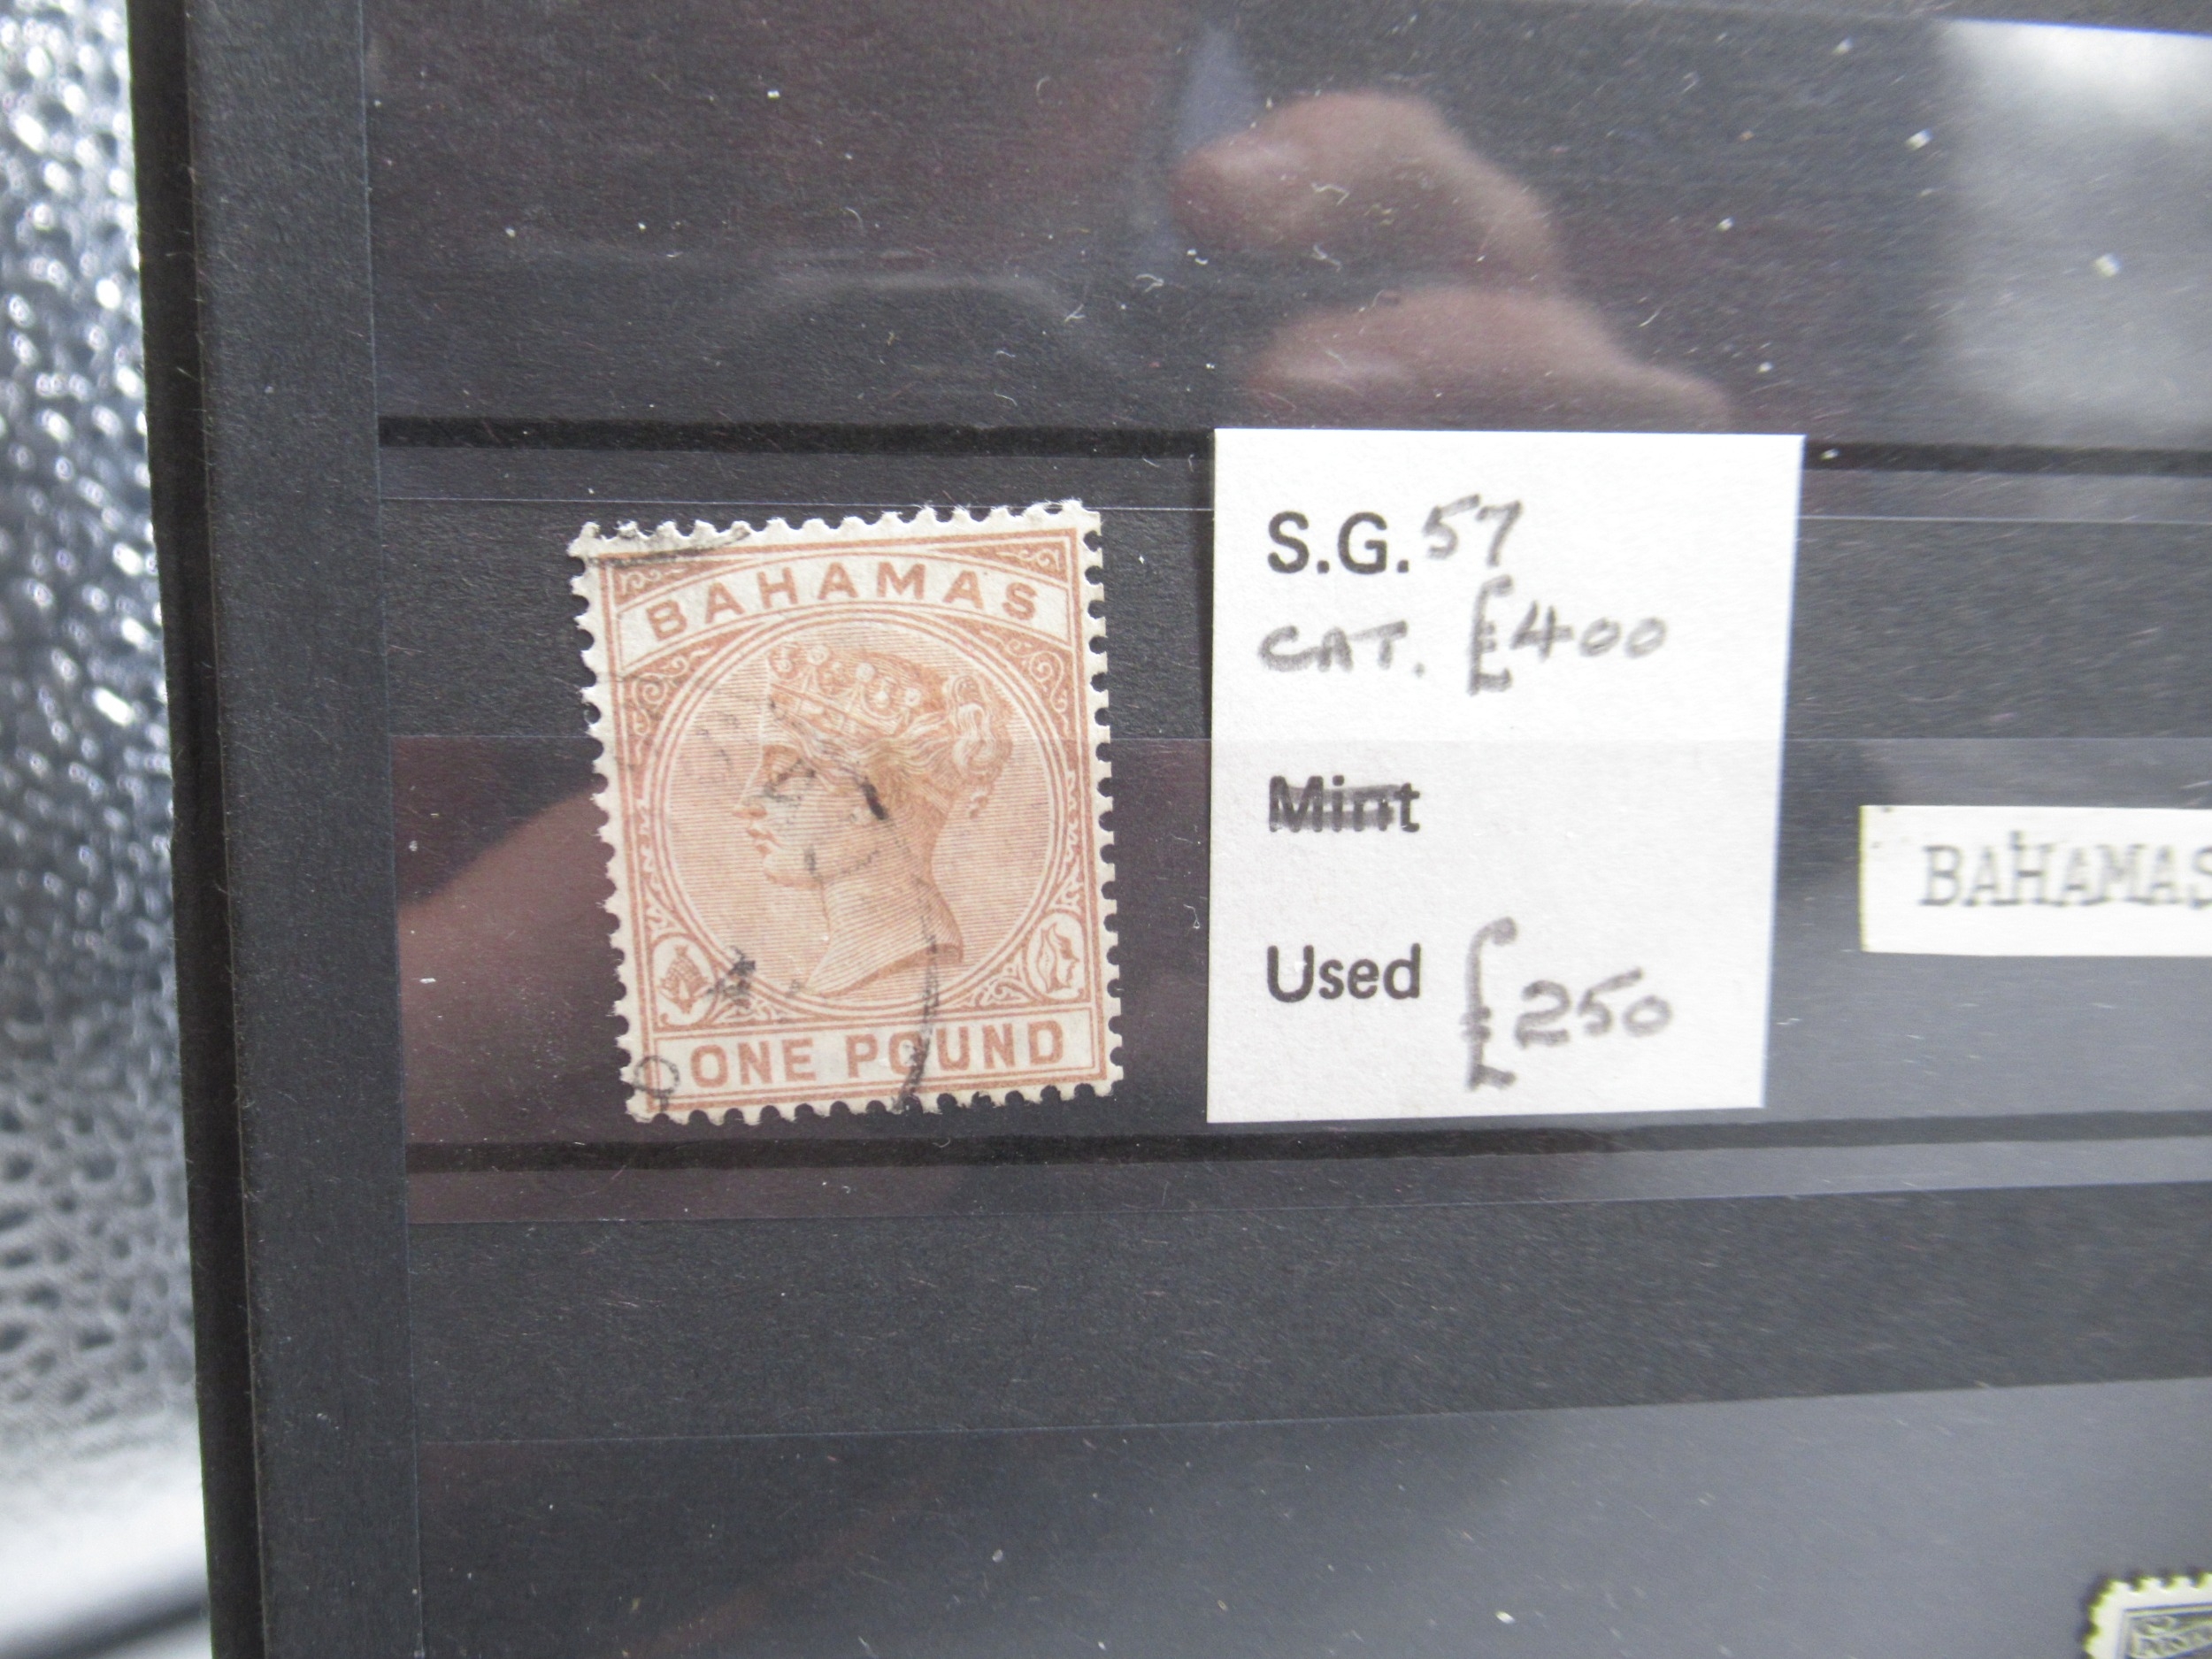 BAHAMAS
ONE POUND
S.G. 57
CAT. £400
Mint
Used £250
BAHAMAS